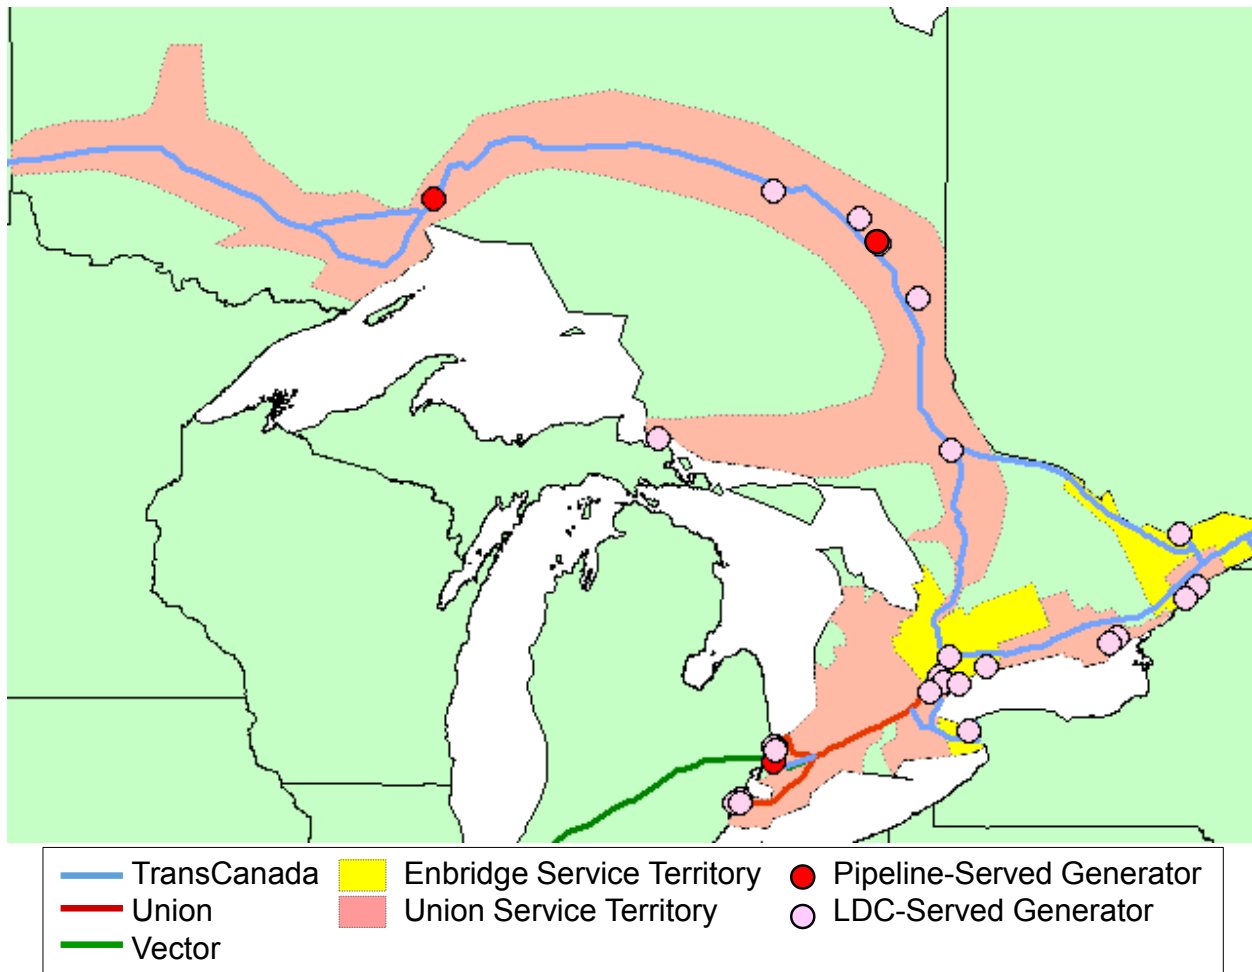 TransCanada
Union
Vector
Enbridge Service Territory
Union Service Territory
Pipeline-Served Generator
LDC-Served Generator